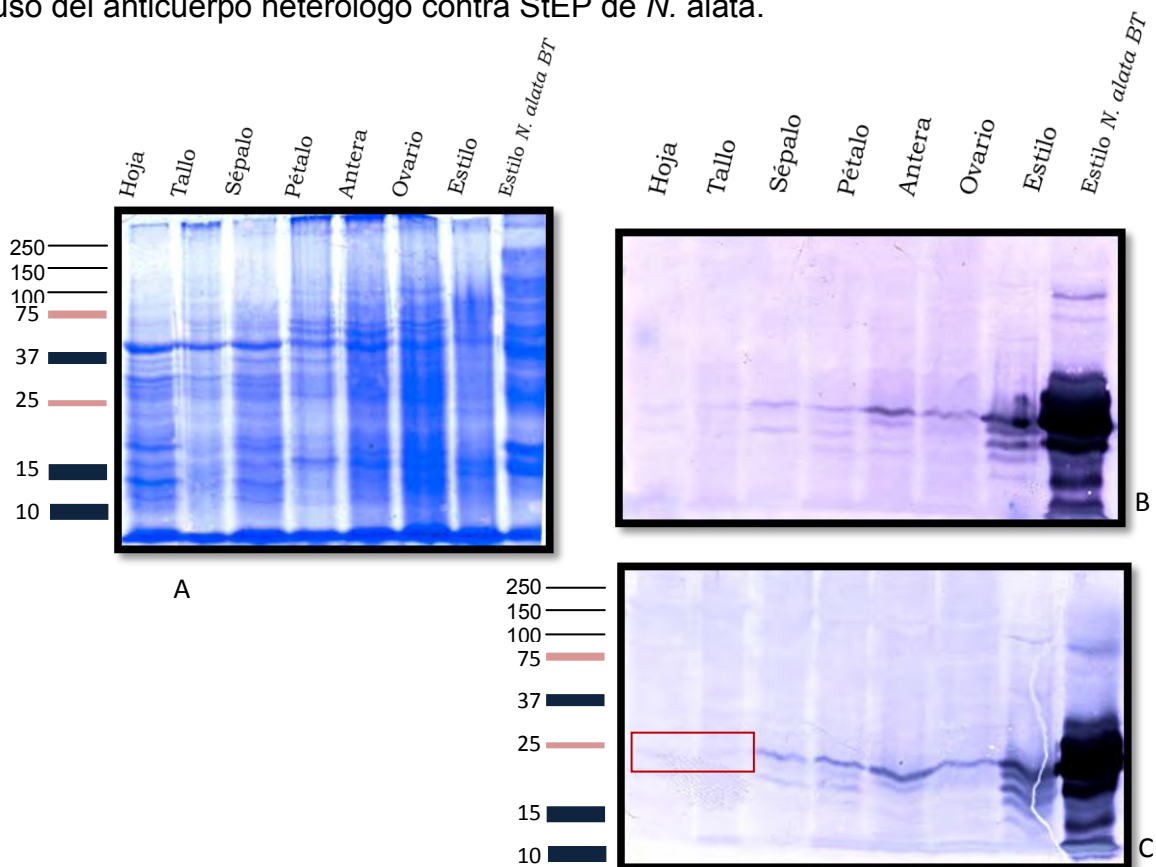 uso del anticuerpo heterólogo contra StEP de N. alata.
Hoja
Tallo
Sépalo
Pétalo
Antera
Ovario
Estilo
Estilo N. alata BT
250
150
100
75
37
25
15
10
A
Hoja
Tallo
Sépalo
Pétalo
Antera
Ovario
Estilo
Estilo N. alata BT
B
250
150
100
75
37
25
15
10
C